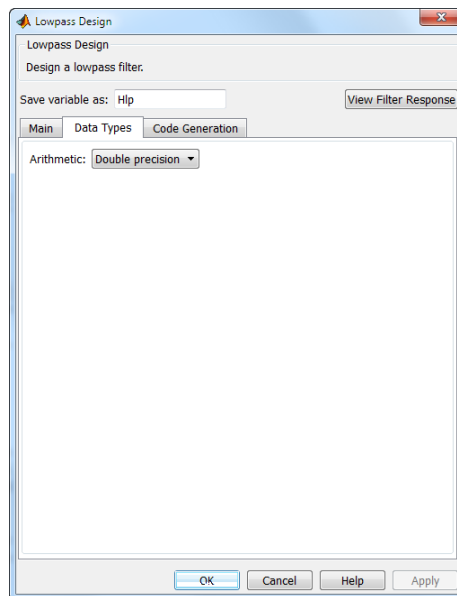 Lowpass Design
Lowpass Design
Design a lowpass filter.
Save variable as: Hlp View Filter Response
Main Data Types Code Generation
Arithmetic: Double precision
OK Cancel Help Apply